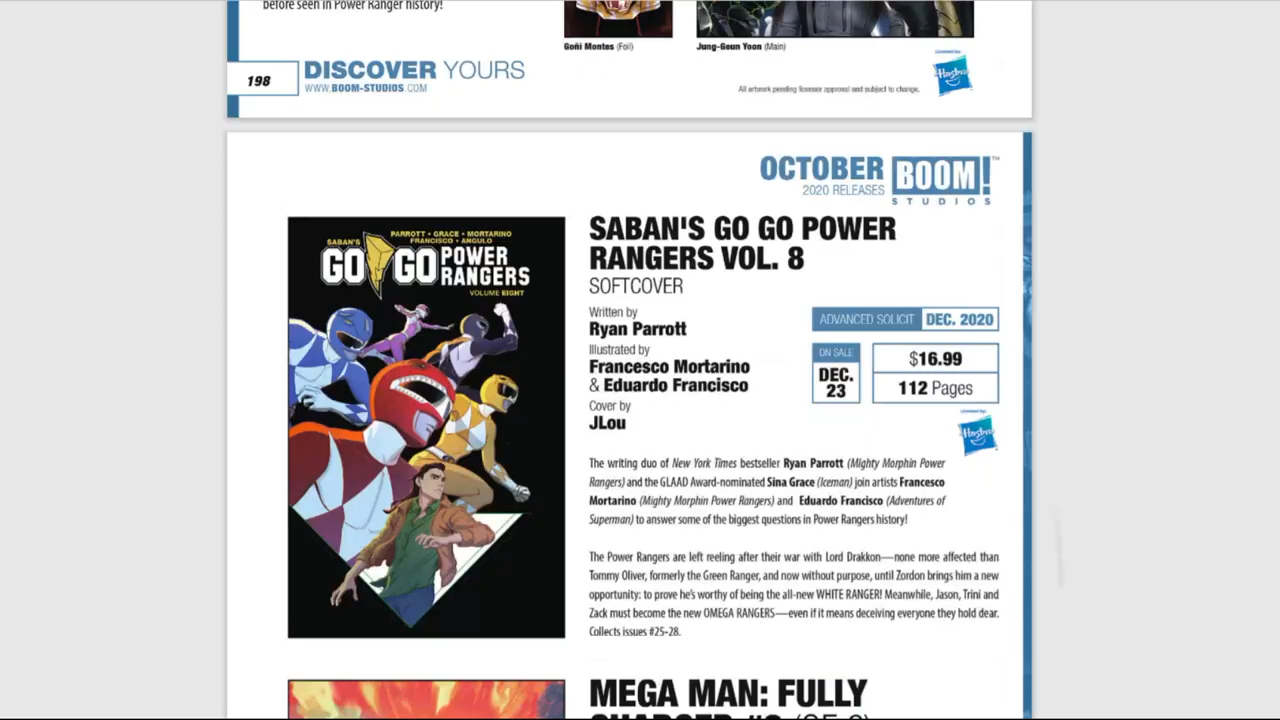 before seen in Power Ranger history!
Goñi Montes (Foil)
Jung-Geun Yoon (Main)
198
DISCOVER YOURS
WWW.BOOM-STUDIOS.COM
All artwork pending licensor approval and subject to change.
Licensed by:
Hasbro
OCTOBER
2020 RELEASES
BOOM!™
STUDIOS
PARROTT • GRACE • MORTARINO
FRANCISCO • ANGULO
SABAN'S
GO GO POWER
RANGERS
VOLUME EIGHT
SABAN'S GO GO POWER
RANGERS VOL. 8
SOFTCOVER
Written by
Ryan Parrott
Illustrated by
Francesco Mortarino
& Eduardo Francisco
Cover by
JLou
ADVANCED SOLICIT DEC. 2020
ON SALE
DEC.
23
$16.99
112 Pages
Licensed by:
Hasbro
The writing duo of New York Times bestseller Ryan Parrott (Mighty Morphin Power
Rangers) and the GLAAD Award-nominated Sina Grace (Iceman) join artists Francesco
Mortarino (Mighty Morphin Power Rangers) and Eduardo Francisco (Adventures of
Superman) to answer some of the biggest questions in Power Rangers history!
The Power Rangers are left reeling after their war with Lord Drakkon—none more affected than
Tommy Oliver, formerly the Green Ranger, and now without purpose, until Zordon brings him a new
opportunity: to prove he's worthy of being the all-new WHITE RANGER! Meanwhile, Jason, Trini and
Zack must become the new OMEGA RANGERS—even if it means deceiving everyone they hold dear.
Collects issues #25-28.
MEGA MAN: FULLY